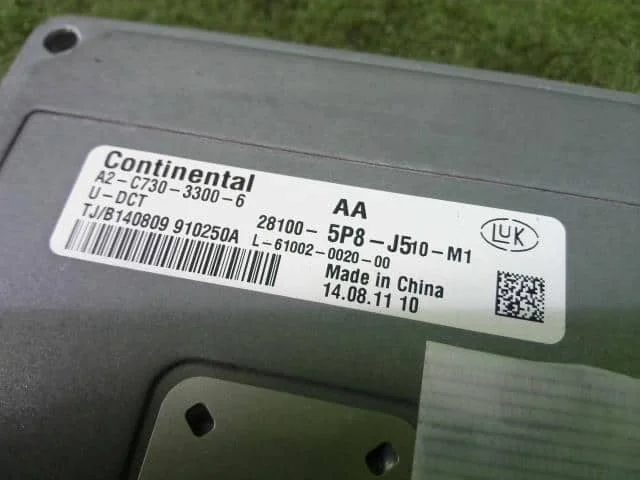 Continental
A2-C730-3300-6
U-DCT
TJ/B140809 910250A
AA
28100-5P8-J510-M1
L-61002-0020-00
Made in China
14.08.11 10
LUK